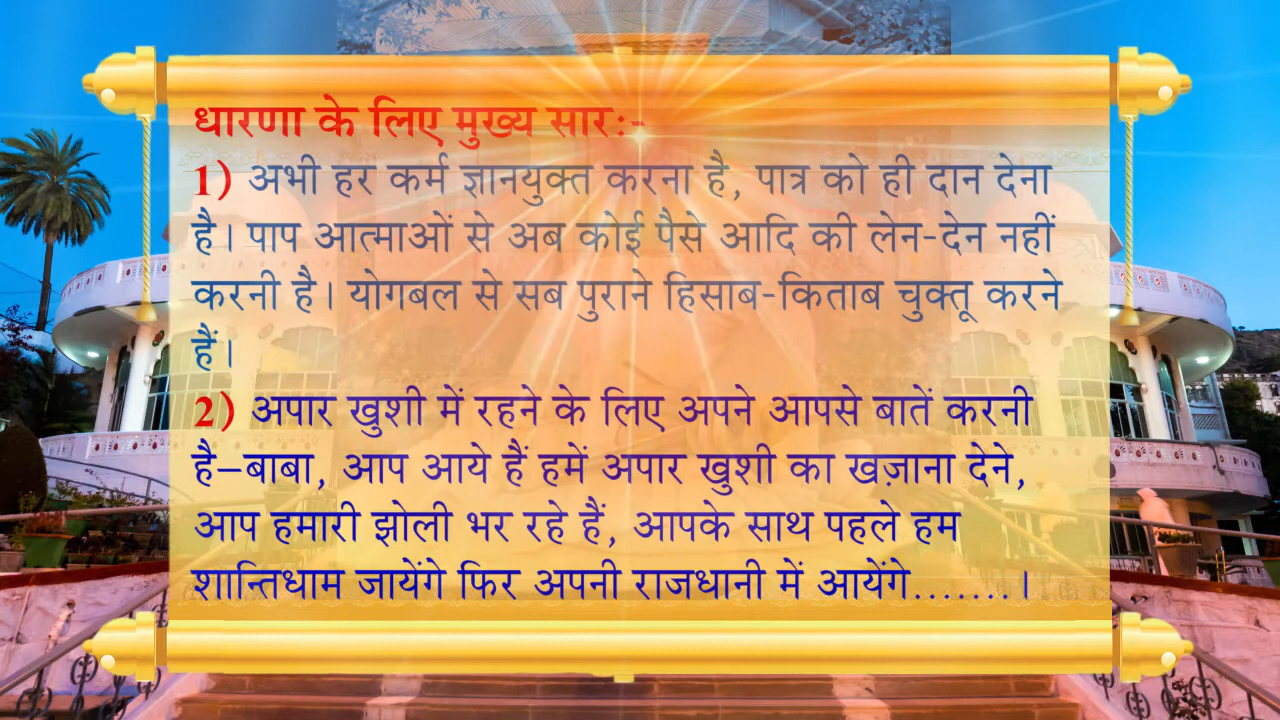 धारणा के लिए मुख्य सार:-
1) अभी हर कर्म ज्ञानयुक्त करना है, पात्र को ही दान देना
है। पाप आत्माओं से अब कोई पैसे आदि की लेन-देन नहीं
करनी है। योगबल से सब पुराने हिसाब-किताब चुक्तू करने
हैं।
2) अपार खुशी में रहने के लिए अपने आपसे बातें करनी
है–बाबा, आप आये हैं हमें अपार खुशी का खज़ाना देने,
आप हमारी झोली भर रहे हैं, आपके साथ पहले हम
शान्तिधाम जायेंगे फिर अपनी राजधानी में आयेंगे.......।